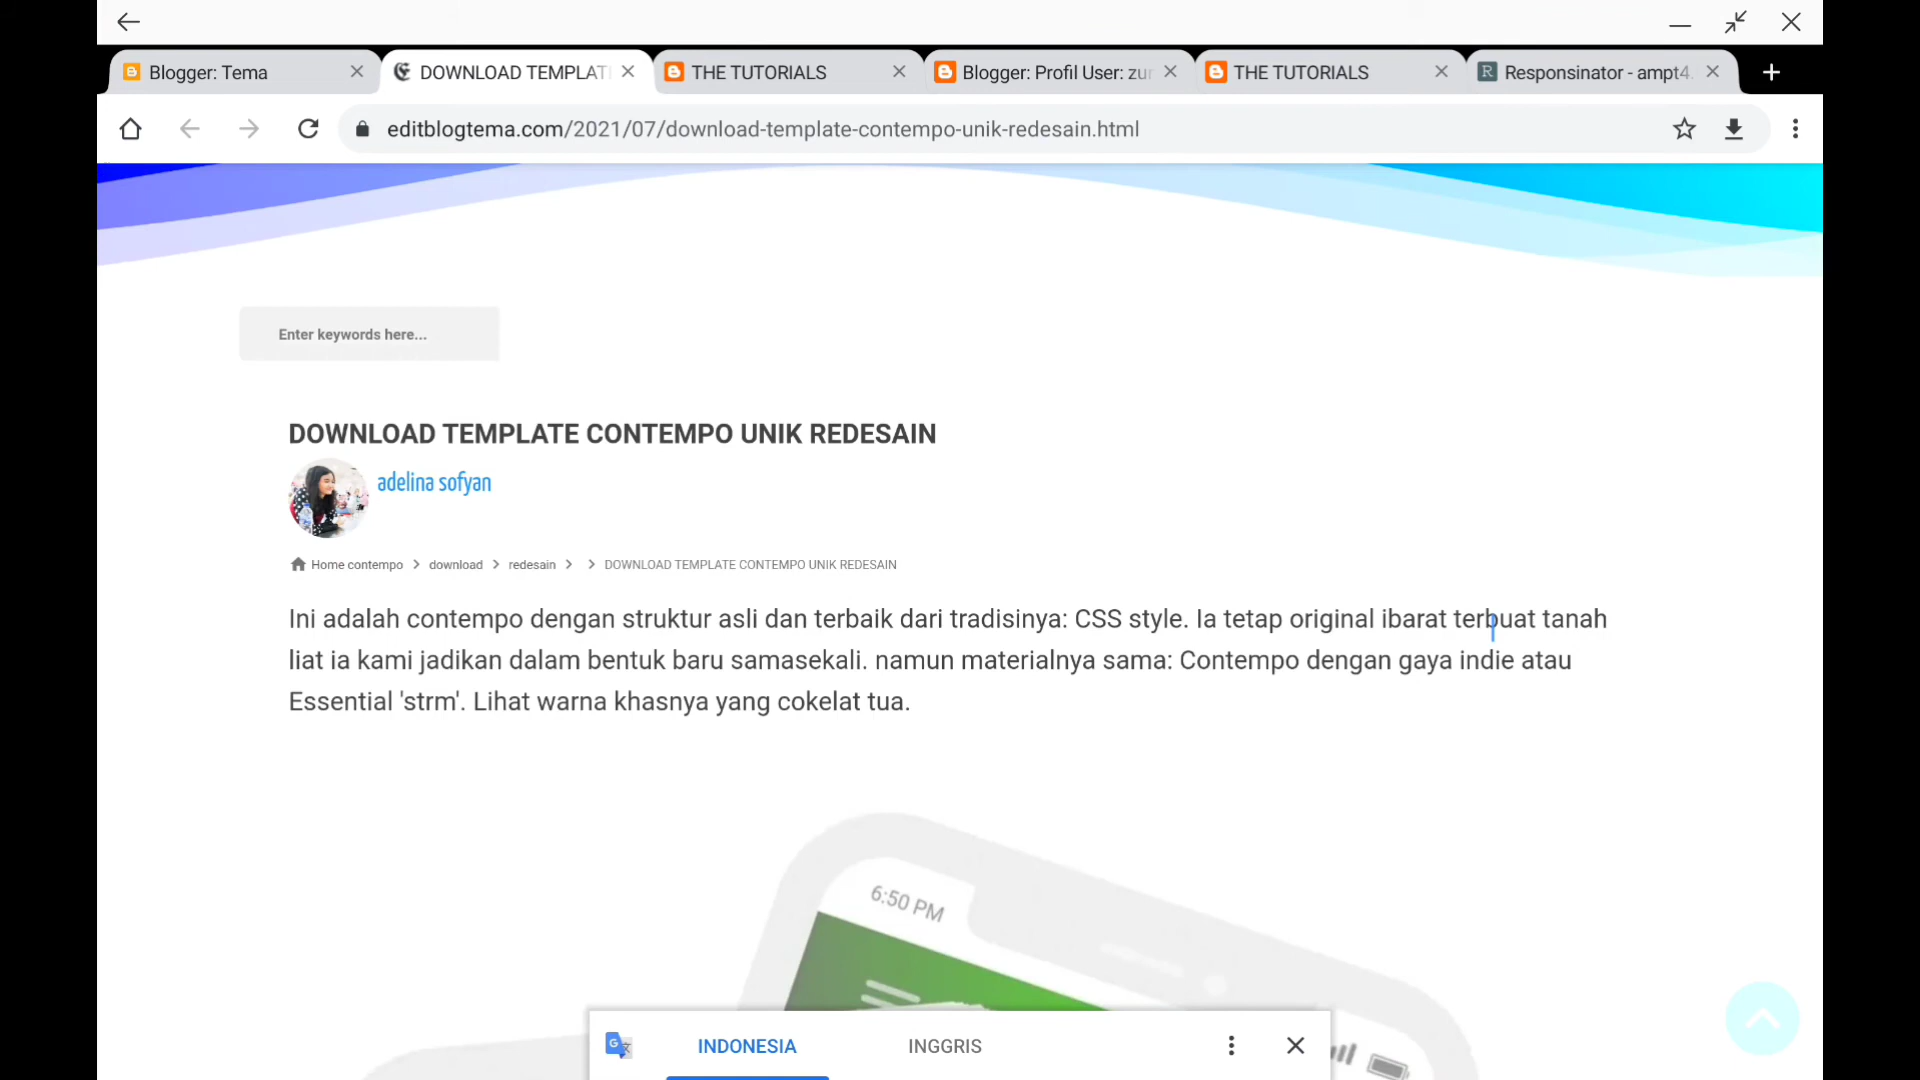 Blogger: Tema
DOWNLOAD TEMPLAT
THE TUTORIALS
Blogger: Profil User: zur
THE TUTORIALS
Responsinator - ampt4.
editblogtema.com/2021/07/download-template-contempo-unik-redesain.html
Enter keywords here...
DOWNLOAD TEMPLATE CONTEMPO UNIK REDESAIN
adelina sofyan
Home contempo > download > redesain > > DOWNLOAD TEMPLATE CONTEMPO UNIK REDESAIN
Ini adalah contempo dengan struktur asli dan terbaik dari tradisinya: CSS style. Ia tetap original ibarat terbuat tanah
liat ia kami jadikan dalam bentuk baru samasekali. namun materialnya sama: Contempo dengan gaya indie atau
Essential 'strm'. Lihat warna khasnya yang cokelat tua.
6:50 PM
INDONESIA
INGGRIS